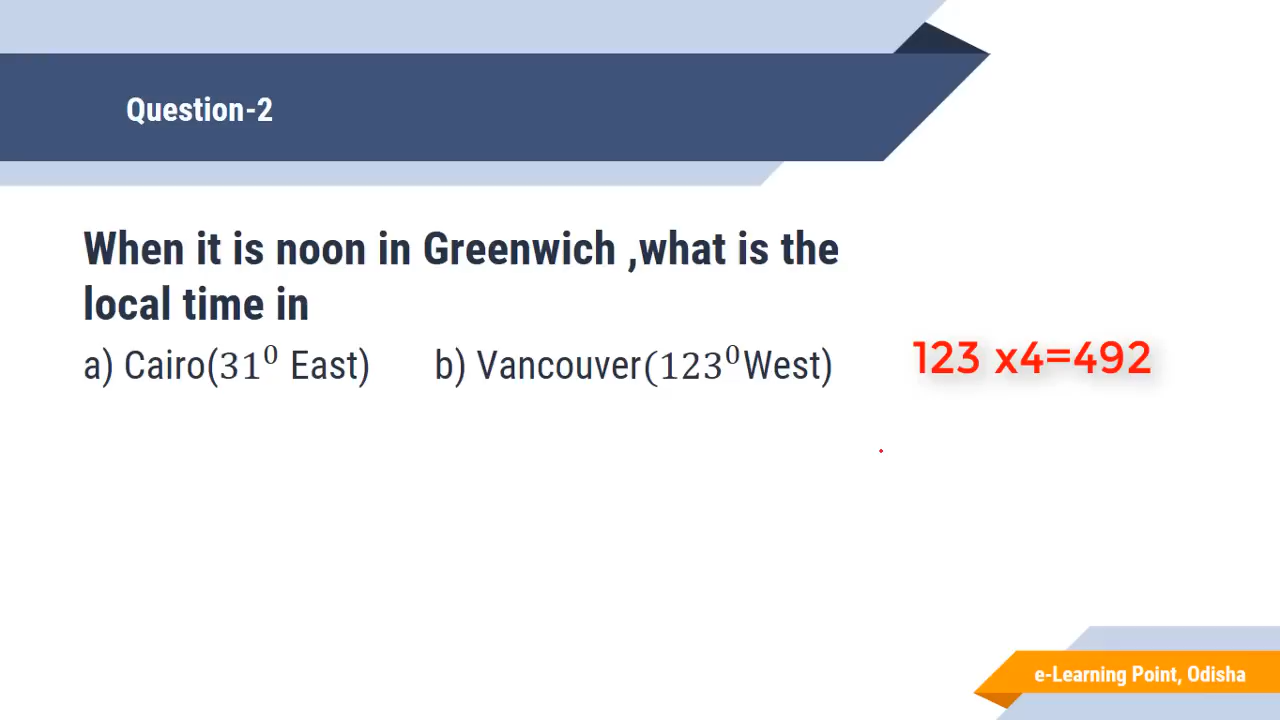 Question-2
When it is noon in Greenwich ,what is the
local time in
a) Cairo(31⁰ East) b) Vancouver(123⁰West)
123 x4=492
e-Learning Point, Odisha